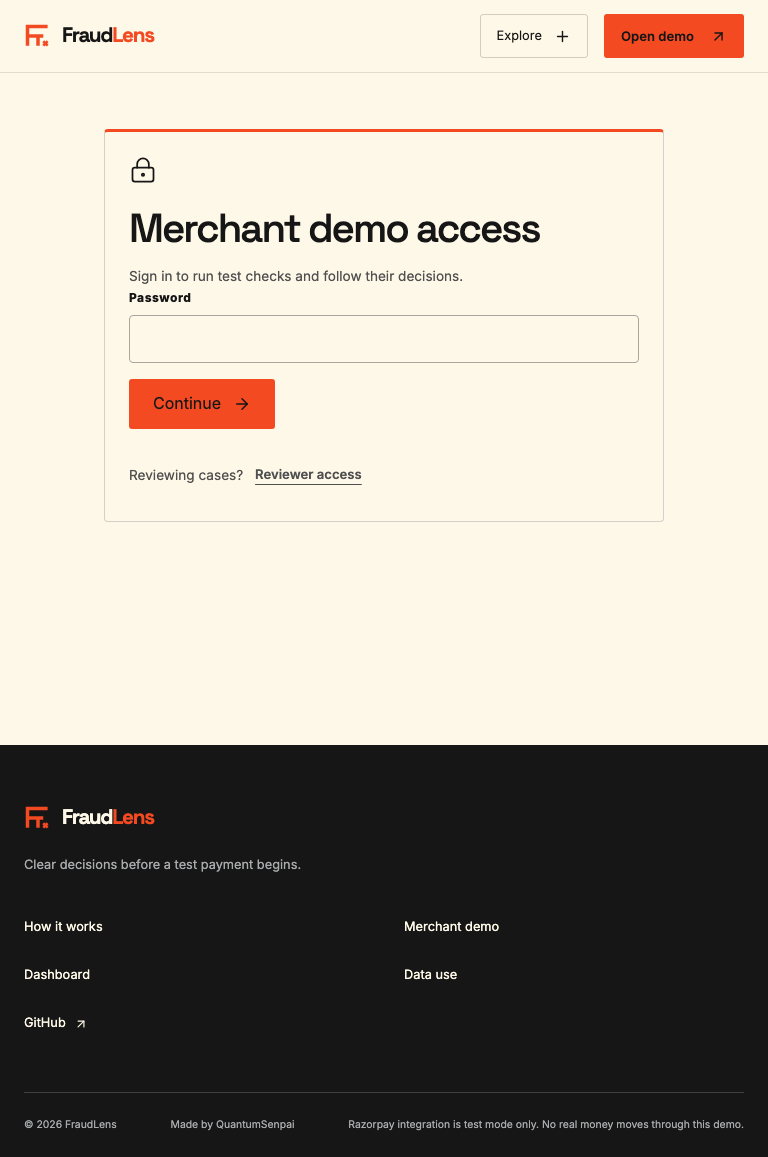 FraudLens
Explore
Open demo
Merchant demo access
Sign in to run test checks and follow their decisions.
Password
Continue
Reviewing cases? Reviewer access
FraudLens
Clear decisions before a test payment begins.
How it works
Merchant demo
Dashboard
Data use
GitHub
© 2026 FraudLens
Made by QuantumSenpai
Razorpay integration is test mode only. No real money moves through this demo.